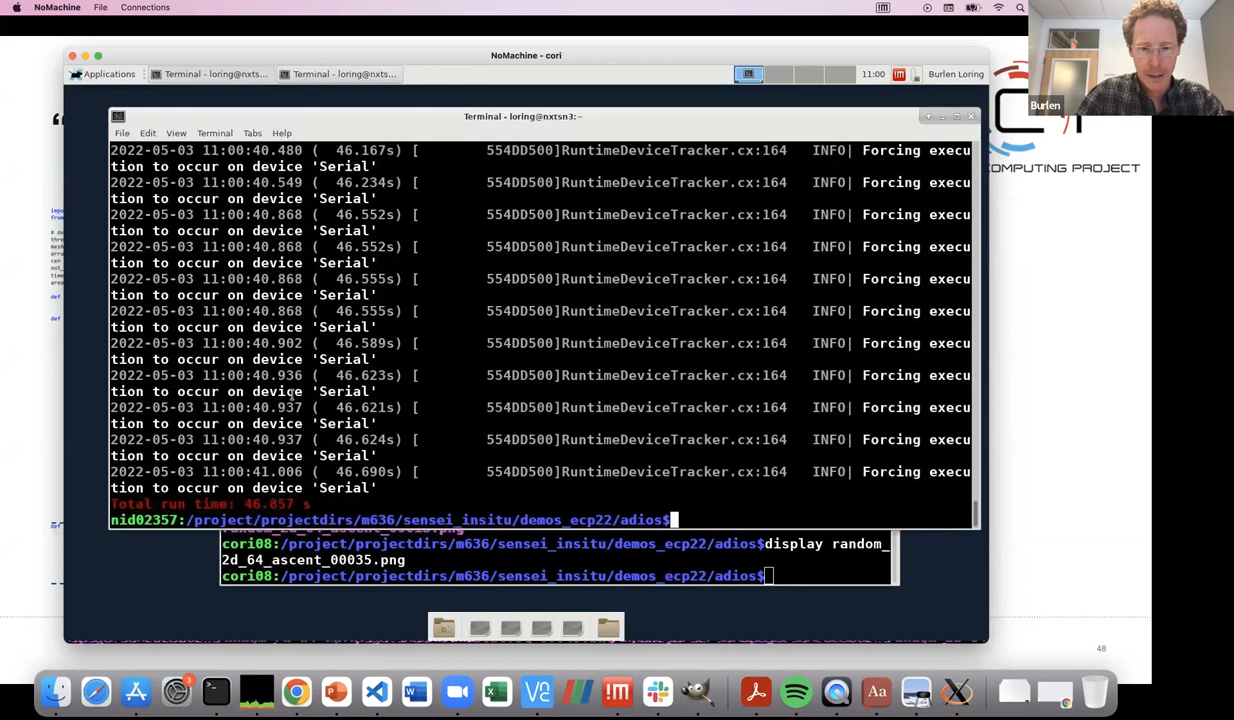 NoMachine File Connections
NoMachine - cori
Applications Terminal - loring@nxts... Terminal - loring@nxts... 11:00 Burlen Loring
Burlen
Terminal - loring@nxtsn3:~
File Edit View Terminal Tabs Help
COMPUTING PROJECT
2022-05-03 11:00:40.480 ( 46.167s) [ 554DD500]RuntimeDeviceTracker.cx:164 INFO| Forcing execu
tion to occur on device 'Serial'
2022-05-03 11:00:40.549 ( 46.234s) [ 554DD500]RuntimeDeviceTracker.cx:164 INFO| Forcing execu
tion to occur on device 'Serial'
2022-05-03 11:00:40.868 ( 46.552s) [ 554DD500]RuntimeDeviceTracker.cx:164 INFO| Forcing execu
tion to occur on device 'Serial'
2022-05-03 11:00:40.868 ( 46.552s) [ 554DD500]RuntimeDeviceTracker.cx:164 INFO| Forcing execu
tion to occur on device 'Serial'
2022-05-03 11:00:40.868 ( 46.555s) [ 554DD500]RuntimeDeviceTracker.cx:164 INFO| Forcing execu
tion to occur on device 'Serial'
2022-05-03 11:00:40.868 ( 46.555s) [ 554DD500]RuntimeDeviceTracker.cx:164 INFO| Forcing execu
tion to occur on device 'Serial'
2022-05-03 11:00:40.902 ( 46.589s) [ 554DD500]RuntimeDeviceTracker.cx:164 INFO| Forcing execu
tion to occur on device 'Serial'
2022-05-03 11:00:40.936 ( 46.623s) [ 554DD500]RuntimeDeviceTracker.cx:164 INFO| Forcing execu
tion to occur on device 'Serial'
2022-05-03 11:00:40.937 ( 46.621s) [ 554DD500]RuntimeDeviceTracker.cx:164 INFO| Forcing execu
tion to occur on device 'Serial'
2022-05-03 11:00:40.937 ( 46.624s) [ 554DD500]RuntimeDeviceTracker.cx:164 INFO| Forcing execu
tion to occur on device 'Serial'
2022-05-03 11:00:41.006 ( 46.690s) [ 554DD500]RuntimeDeviceTracker.cx:164 INFO| Forcing execu
tion to occur on device 'Serial'
Total run time: 46.857 s
nid02357:/project/projectdirs/m636/sensei_insitu/demos_ecp22/adios$
cori08:/project/projectdirs/m636/sensei_insitu/demos_ecp22/adios$display random_
2d_64_ascent_00035.png
cori08:/project/projectdirs/m636/sensei_insitu/demos_ecp22/adios$
48